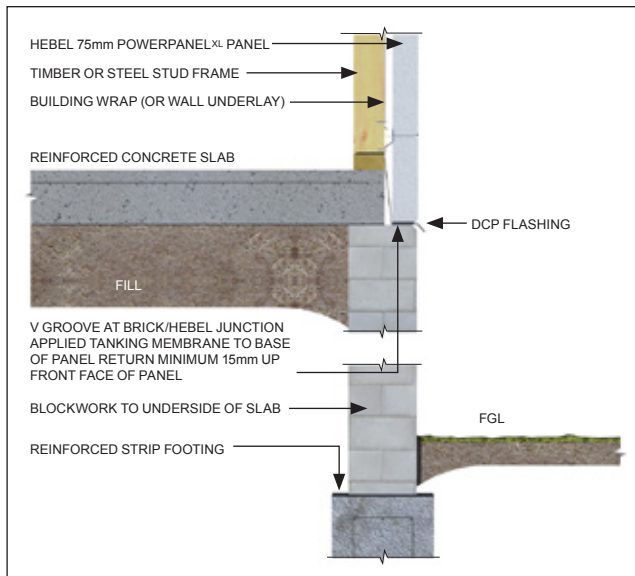 HEBEL 75mm POWERPANELXL PANEL
TIMBER OR STEEL STUD FRAME
BUILDING WRAP (OR WALL UNDERLAY)
REINFORCED CONCRETE SLAB
DCP FLASHING
FILL
V GROOVE AT BRICK/HEBEL JUNCTION
APPLIED TANKING MEMBRANE TO BASE
OF PANEL RETURN MINIMUM 15mm UP
FRONT FACE OF PANEL
BLOCKWORK TO UNDERSIDE OF SLAB
FGL
REINFORCED STRIP FOOTING